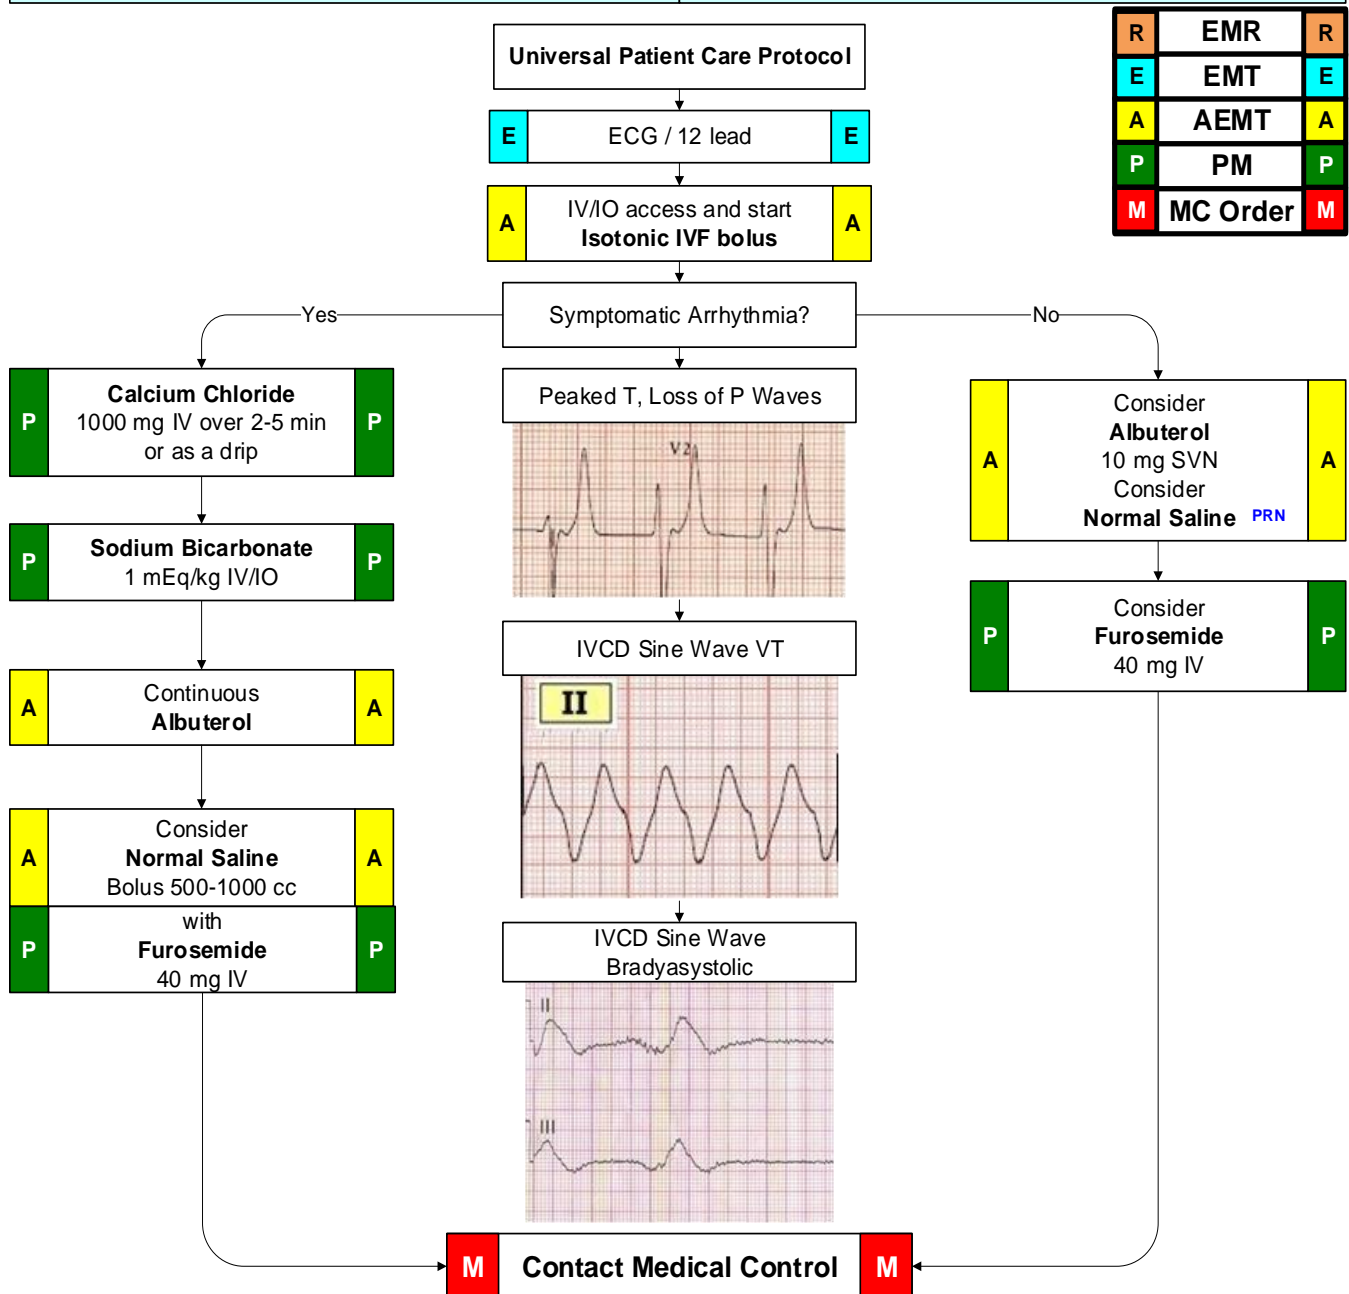 Universal Patient Care Protocol
R EMR R
E EMT E
A AEMT A
P PM P
M MC Order M
E ECG / 12 lead E
A IV/IO access and start A
Isotonic IVF bolus
Yes
Symptomatic Arrhythmia?
No
P Calcium Chloride P
1000 mg IV over 2-5 min
or as a drip
P Sodium Bicarbonate P
1 mEq/kg IV/IO
A Continuous A
Albuterol
A Consider A
Normal Saline
Bolus 500-1000 cc
P with P
Furosemide
40 mg IV
Peaked T, Loss of P Waves
V2
IVCD Sine Wave VT
II
IVCD Sine Wave
Bradyasystolic
II
III
A Consider A
Albuterol
10 mg SVN
Consider
Normal Saline PRN
P Consider P
Furosemide
40 mg IV
M Contact Medical Control M